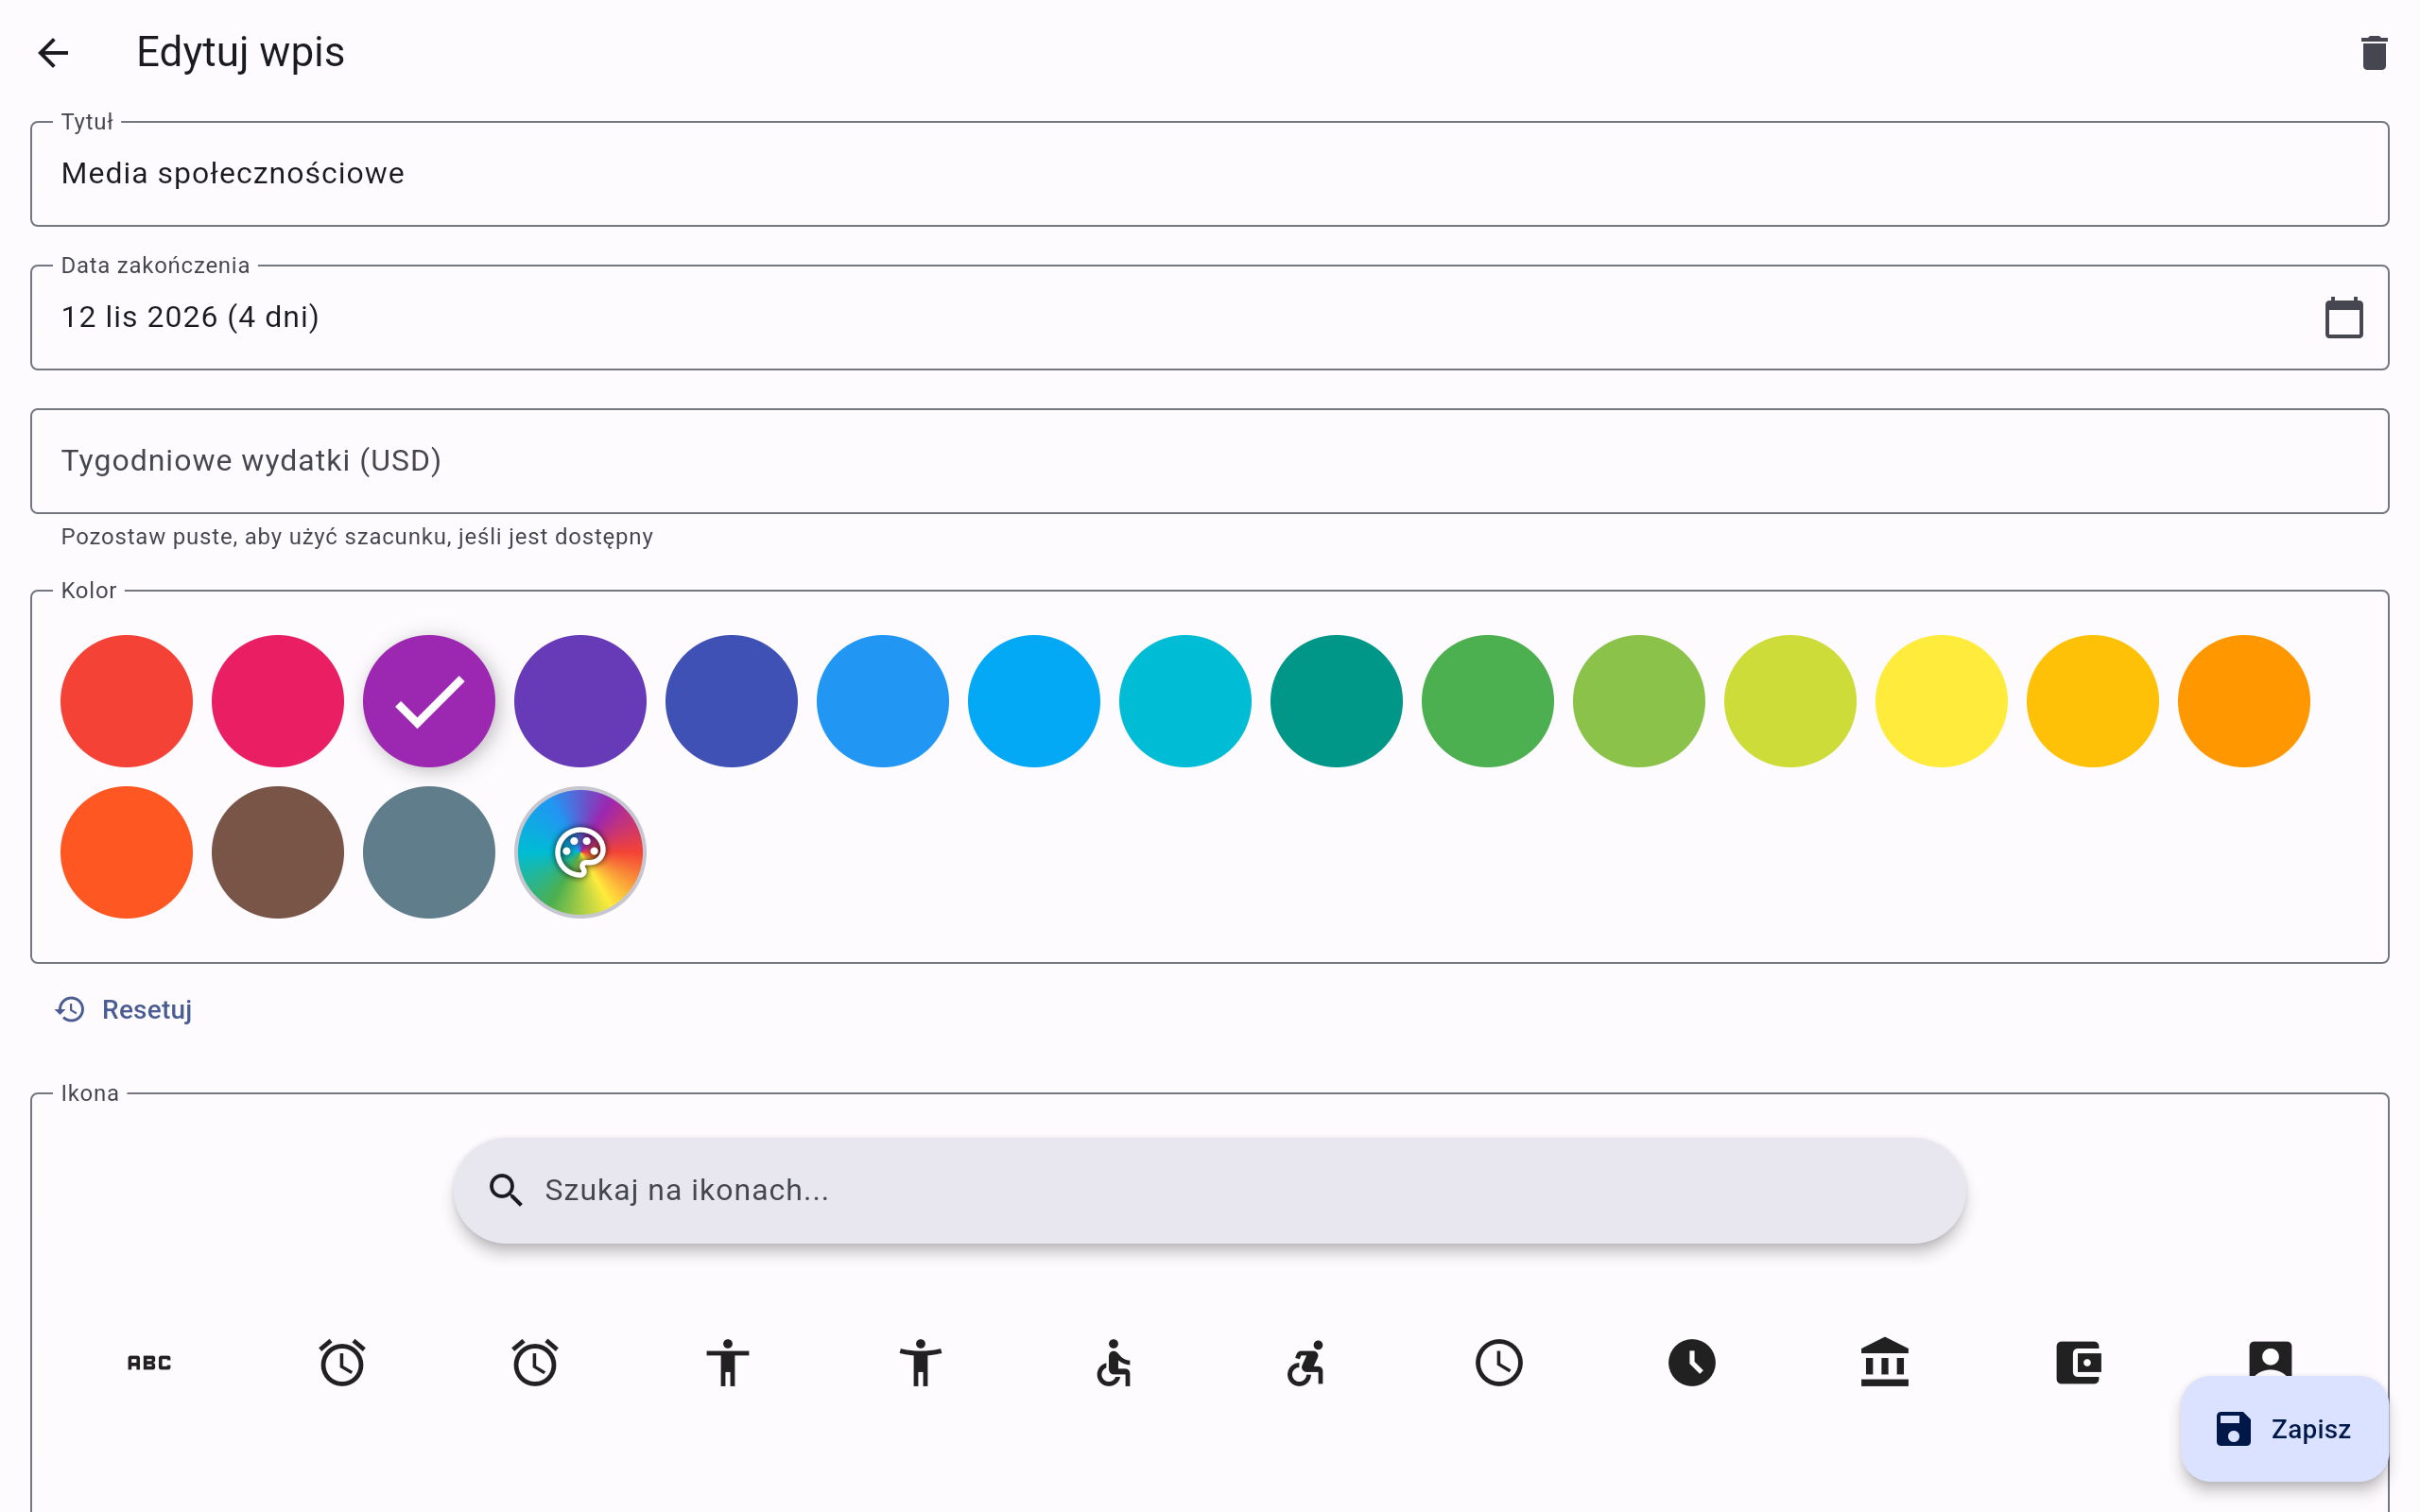 Edytuj wpis
Tytuł
Media społecznościowe
Data zakończenia
12 lis 2026 (4 dni)
Tygodniowe wydatki (USD)
Pozostaw puste, aby użyć szacunku, jeśli jest dostępny
Kolor
Resetuj
Ikona
Szukaj na ikonach...
ABC
Zapisz